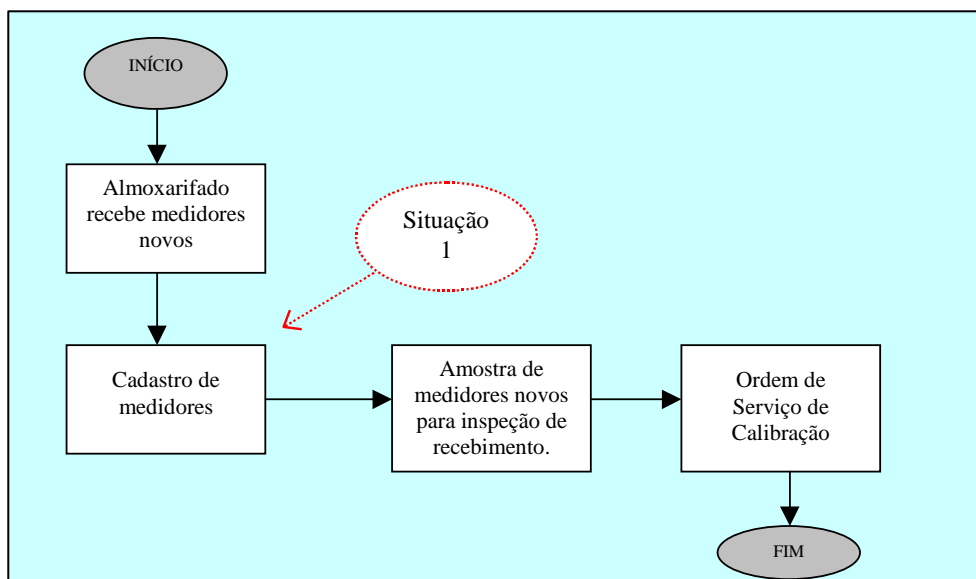 INÍCIO
Almoxarifado
recebe medidores
novos
Situação
1
Cadastro de
medidores
Amostra de
medidores novos
para inspeção de
recebimento.
Ordem de
Serviço de
Calibração
FIM